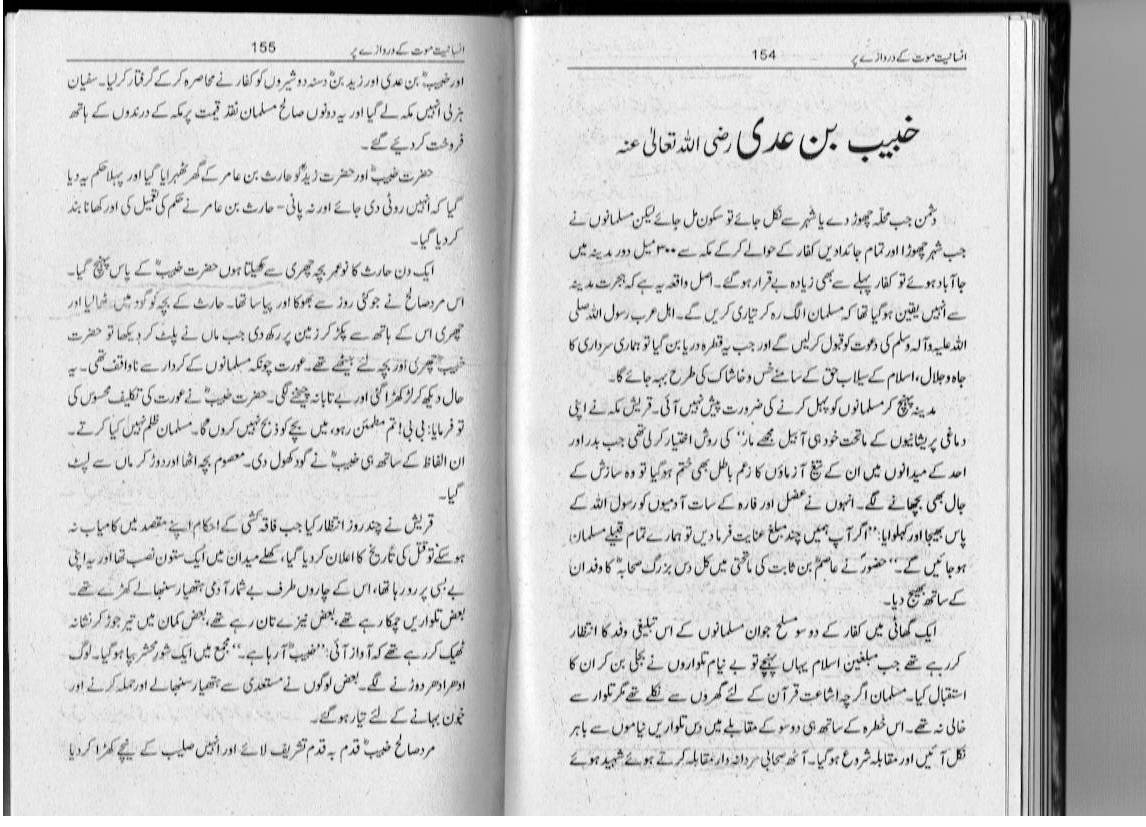 انسانیت موت کے دروازے پر 154
خبیب بن عدی رضی اللہ تعالیٰ عنہ
دشمن جب محلّہ چھوڑ دے یا شہر سے نکل جائے تو سکون مل جائے لیکن مسلمانوں نے
جب شہر چھوڑا اور تمام جائدادیں کفار کے حوالے کر کے مکہ سے ۳۰۰ میل دور مدینہ میں
جا آباد ہوئے تو کفار پہلے سے بھی زیادہ بے قرار ہو گئے۔ اصل واقعہ یہ ہے کہ ہجرت مدینہ
سے انہیں یقین ہو گیا تھا کہ مسلمان الگ رہ کر تیاری کریں گے۔ اہل عرب رسول اللہ صلی
اللہ علیہ وآلہ وسلم کی دعوت کو قبول کر لیں گے اور جب یہ قطرہ دریا بن گیا تو ہماری سرداری کا
جاہ و جلال، اسلام کے سیلاب حق کے سامنے خس و خاشاک کی طرح بہہ جائے گا۔
مدینہ پہنچ کر مسلمانوں کو پہل کرنے کی ضرورت پیش نہیں آئی۔ قریش مکہ نے اپنی
دماغی پریشانیوں کے ماتحت خود ہی آ بیل مجھے مار" کی روش اختیار کر لی تھی جب بدر اور
احد کے میدانوں میں ان کے تیغ آزماؤں کا زعم باطل بھی ختم ہو گیا تو وہ سازش کے
جال بھی بچھانے لگے۔ انہوں نے عضل اور قارہ کے سات آدمیوں کو رسول اللہ کے
پاس بھیجا اور کہلوایا: "اگر آپ ہمیں چند مبلغ عنایت فرما دیں تو ہمارے تمام قبیلے مسلمان
ہو جائیں گے۔" حضورؐ نے عاصمؓ بن ثابت کی ماتحتی میں کل دس بزرگ صحابہؓ کا وفد ان
کے ساتھ بھیج دیا۔
ایک گھاٹی میں کفار کے دو سو مسلح جوان مسلمانوں کے اس تبلیغی وفد کا انتظار
کر رہے تھے جب مبلغین اسلام یہاں پہنچے تو بے نیام تلواروں نے بجلی بن کر ان کا
استقبال کیا۔ مسلمان اگرچہ اشاعت قرآن کے لئے گھروں سے نکلے تھے مگر تلوار سے
خالی نہ تھے۔ اس خطرہ کے ساتھ ہی دو سو کے مقابلے میں دس تلواریں نیاموں سے باہر
نکل آئیں اور مقابلہ شروع ہو گیا۔ آٹھ صحابی مردانہ وار مقابلہ کرتے ہوئے شہید ہوئے
انسانیت موت کے دروازے پر 155
اور خبیبؓ بن عدی اور زیدؓ بن دسنہ دو شیروں کو کفار نے محاصرہ کر کے گرفتار کر لیا۔ سفیان
ہزلی انہیں مکہ لے گیا اور یہ دونوں صالح مسلمان نقد قیمت پر مکہ کے درندوں کے ہاتھ
فروخت کر دیئے گئے۔
حضرت خبیبؓ اور حضرت زیدؓ کو حارث بن عامر کے گھر ٹھہرایا گیا اور پہلا حکم یہ دیا
گیا کہ انہیں روٹی دی جائے اور نہ پانی۔ حارث بن عامر نے حکم کی تعمیل کی اور کھانا بند
کر دیا گیا۔
ایک دن حارث کا نو عمر بچہ چھری سے کھیلتا ہوں حضرت خبیبؓ کے پاس پہنچ گیا۔
اس مرد صالح نے جو کئی روز سے بھوکا اور پیاسا تھا۔ حارث کے بچہ کو گود میں بٹھا لیا اور
چھری اس کے ہاتھ سے پکڑ کر زمین پر رکھ دی جب ماں نے پلٹ کر دیکھا تو حضرت
خبیبؓ چھری اور بچہ لئے بیٹھے تھے۔ عورت چونکہ مسلمانوں کے کردار سے ناواقف تھی۔ یہ
حال دیکھ کر لڑکھڑا گئی اور بے تابانہ چیخنے لگی۔ حضرت خبیبؓ نے عورت کی تکلیف محسوس کی
تو فرمایا: بی بی! تم مطمئن رہو، میں بچے کو ذبح نہیں کروں گا۔ مسلمان ظلم نہیں کیا کرتے۔
ان الفاظ کے ساتھ ہی خبیبؓ نے گود کھول دی۔ معصوم بچہ اٹھا اور دوڑ کر ماں سے لپٹ
گیا۔
قریش نے چند روز انتظار کیا جب فاقہ کشی کے احکام اپنے مقصد میں کامیاب نہ
ہو سکے تو قتل کی تاریخ کا اعلان کر دیا گیا، کھلے میدان میں ایک ستون نصب تھا اور یہ اپنی
بے بسی پر رو رہا تھا، اس کے چاروں طرف بے شمار آدمی ہتھیار سنبھالے کھڑے تھے۔
بعض تلواریں چمکا رہے تھے، بعض نیزے تان رہے تھے، بعض کمان میں تیر جوڑ کر نشانہ
ٹھیک کر رہے تھے کہ آواز آئی: "خبیبؓ آ رہا ہے۔" مجمع میں ایک شور محشر بپا ہو گیا۔ لوگ
ادھر ادھر دوڑنے لگے۔ بعض لوگوں نے مستعدی سے ہتھیار سنبھالے اور حملہ کرنے اور
خون بہانے کے لئے تیار ہو گئے۔
مرد صالح خبیبؓ قدم بہ قدم تشریف لائے اور انہیں صلیب کے نیچے کھڑا کر دیا